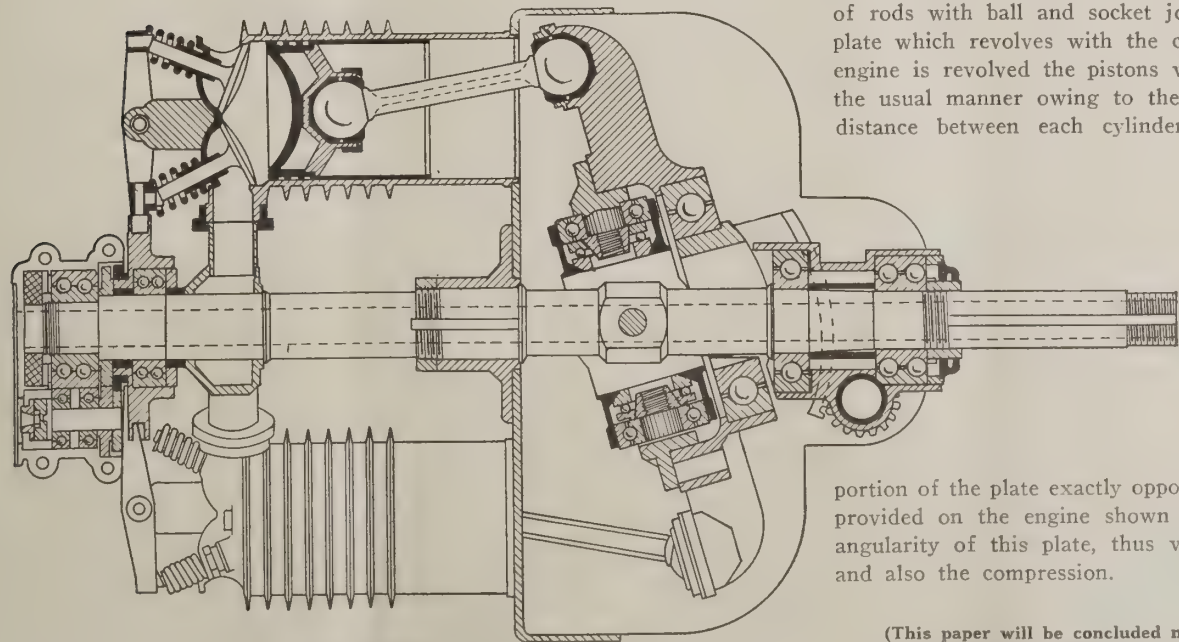 of rods with ball and socket
plate which revolves with the
engine is revolved the pistons
the usual manner owing to the
distance between each cylinder
portion of the plate exactly
provided on the engine shown
angularity of this plate, thus
and also the compression.
(This paper will be concluded